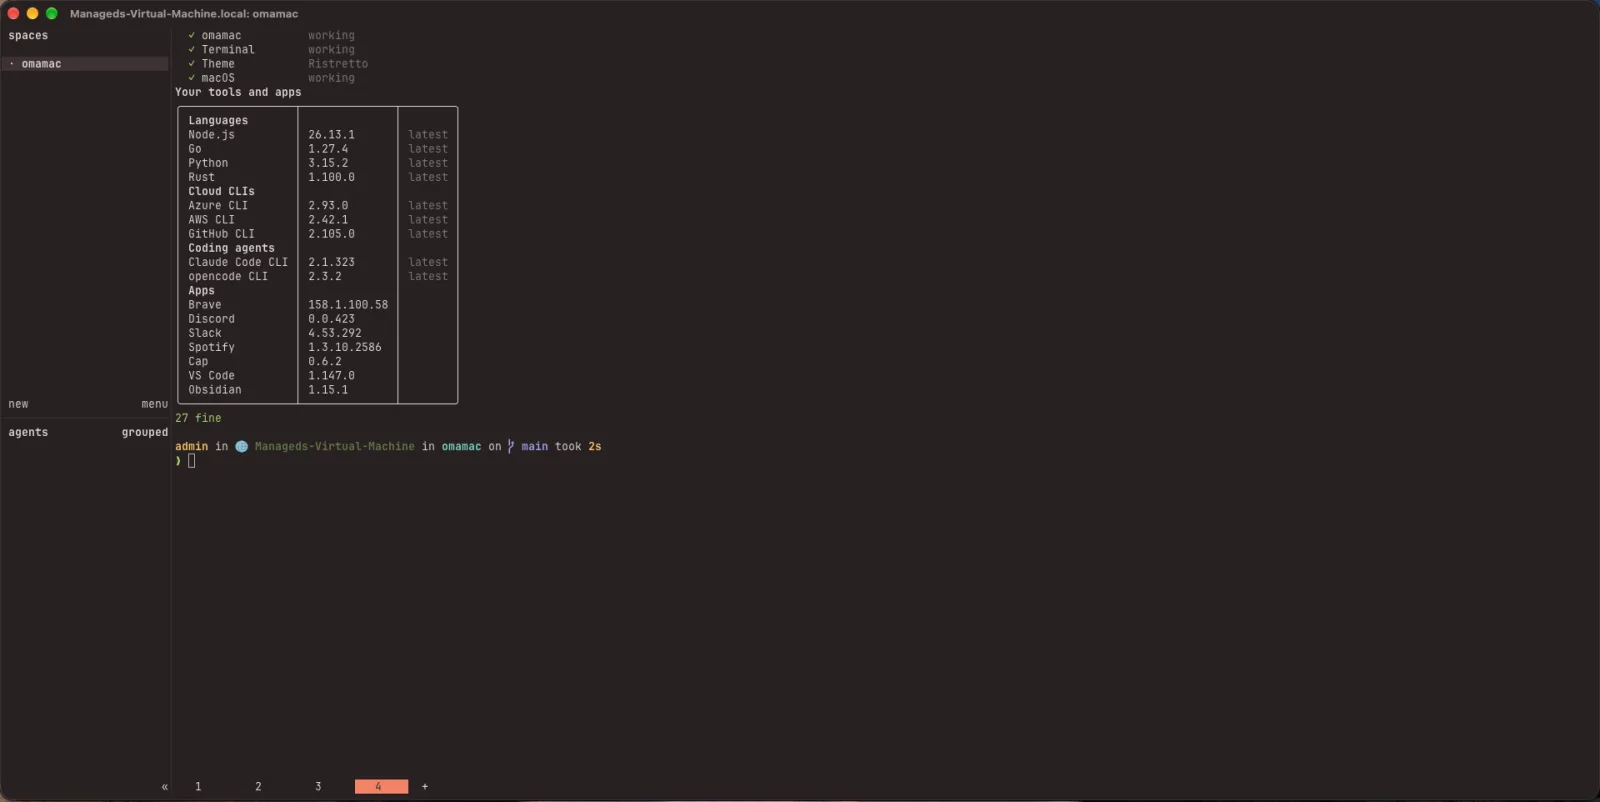 Manageds-Virtual-Machine.local: omamac
spaces
· omamac
new menu
agents grouped
✓ omamac working
✓ Terminal working
✓ Theme Ristretto
✓ macOS working
Your tools and apps
Languages
Node.js 26.13.1 latest
Go 1.27.4 latest
Python 3.15.2 latest
Rust 1.100.0 latest
Cloud CLIs
Azure CLI 2.93.0 latest
AWS CLI 2.42.1 latest
GitHub CLI 2.105.0 latest
Coding agents
Claude Code CLI 2.1.323 latest
opencode CLI 2.3.2 latest
Apps
Brave 158.1.100.58
Discord 0.0.423
Slack 4.53.292
Spotify 1.3.10.2586
Cap 0.6.2
VS Code 1.147.0
Obsidian 1.15.1
27 fine
admin in 🌐 Manageds-Virtual-Machine in omamac on main took 2s
❯
« 1 2 3 4 +